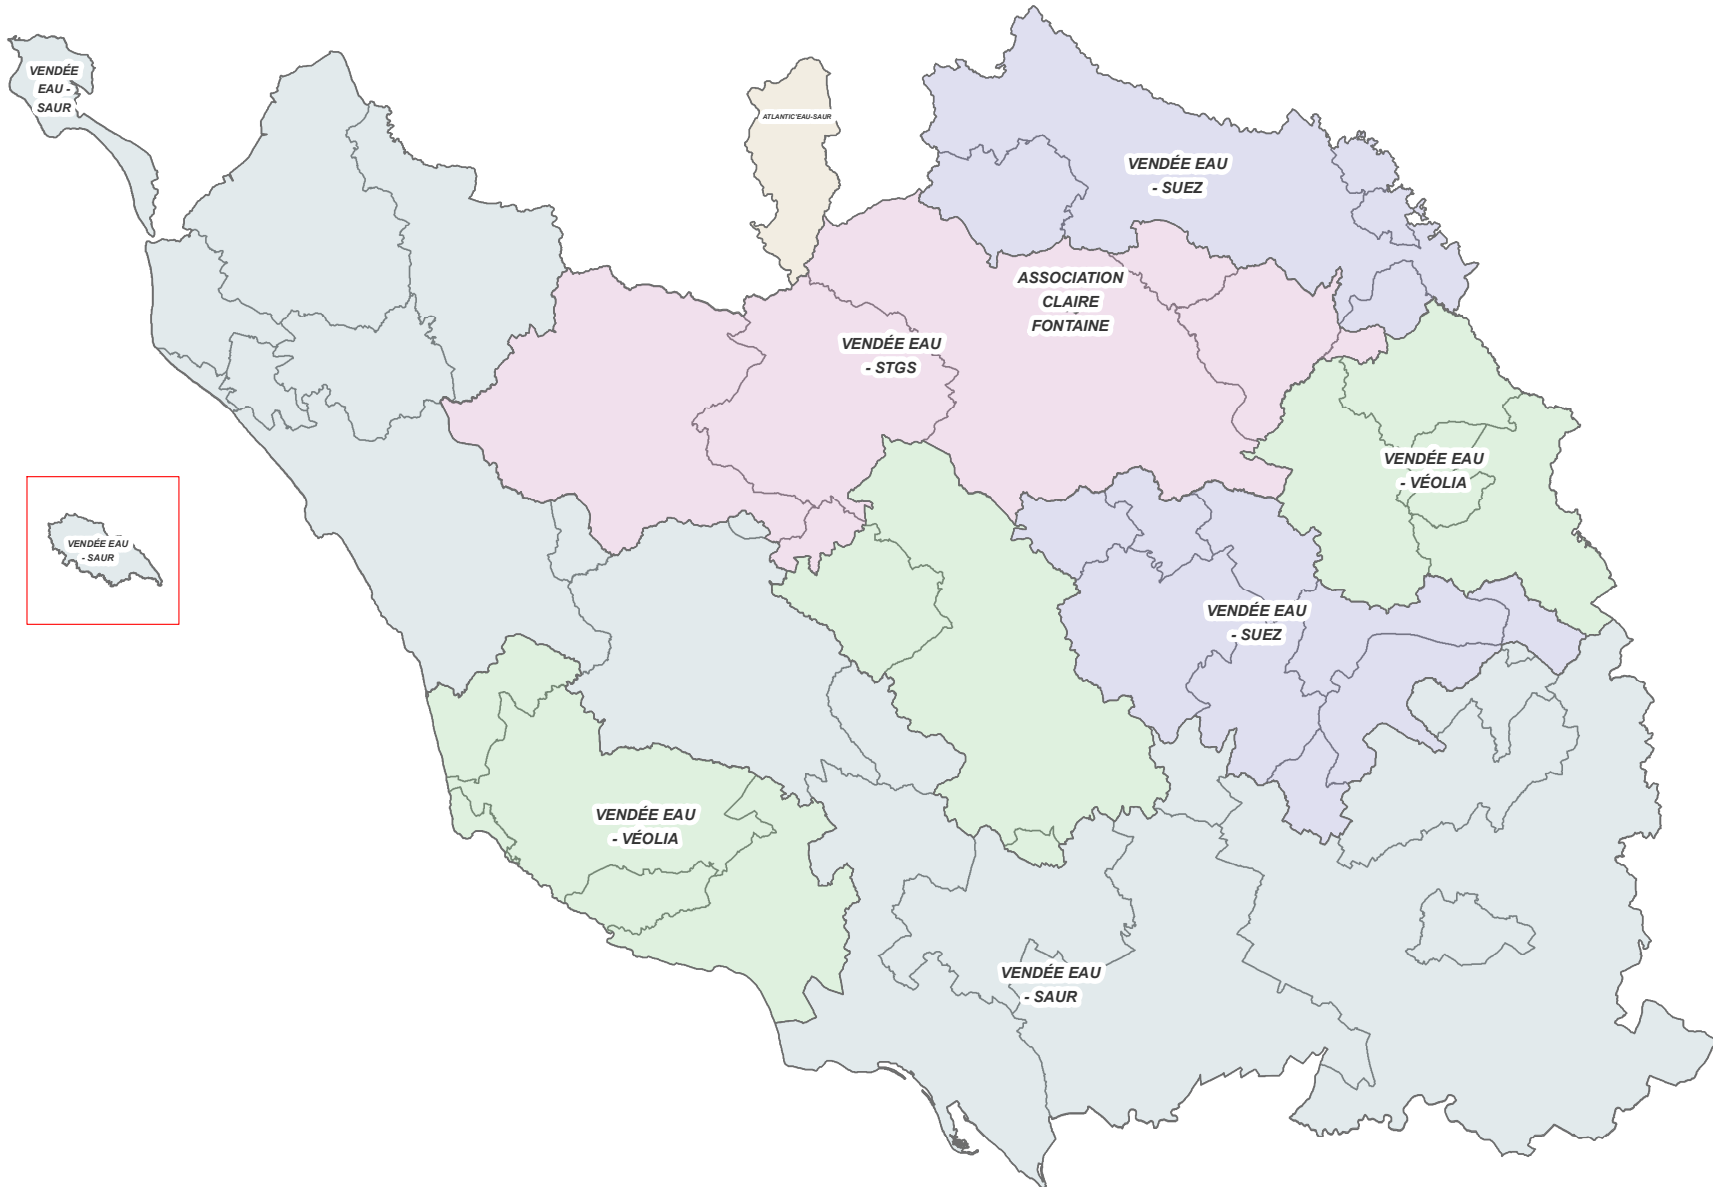 VENDÉE
EAU -
SAUR
ATLANTIC'EAU-SAUR
VENDÉE EAU
- SUEZ
ASSOCIATION
CLAIRE
FONTAINE
VENDÉE EAU
- STGS
VENDÉE EAU
- VÉOLIA
VENDÉE EAU
- SAUR
VENDÉE EAU
- SUEZ
VENDÉE EAU
- VÉOLIA
VENDÉE EAU
- SAUR